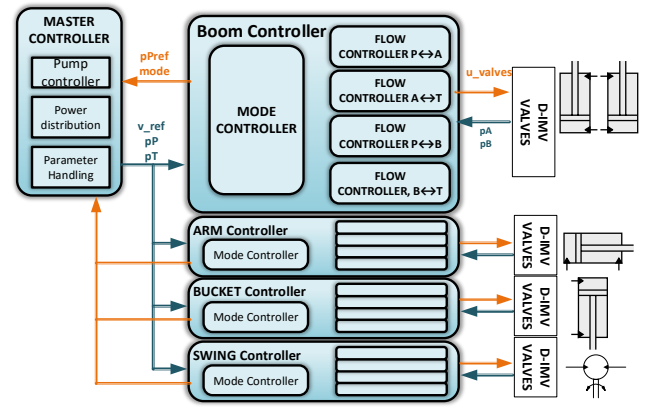 MASTER
CONTROLLER
Pump
controller
Power
distribution
Parameter
Handling
pPref
mode
v_ref
pP
pT
Boom Controller
MODE
CONTROLLER
FLOW
CONTROLLER P↔A
FLOW
CONTROLLER A↔T
FLOW
CONTROLLER P↔B
FLOW
CONTROLLER, B↔T
u_valves
pA
pB
D-IMV
VALVES
ARM Controller
Mode Controller
D-IMV
VALVES
BUCKET Controller
Mode Controller
D-IMV
VALVES
SWING Controller
Mode Controller
D-IMV
VALVES